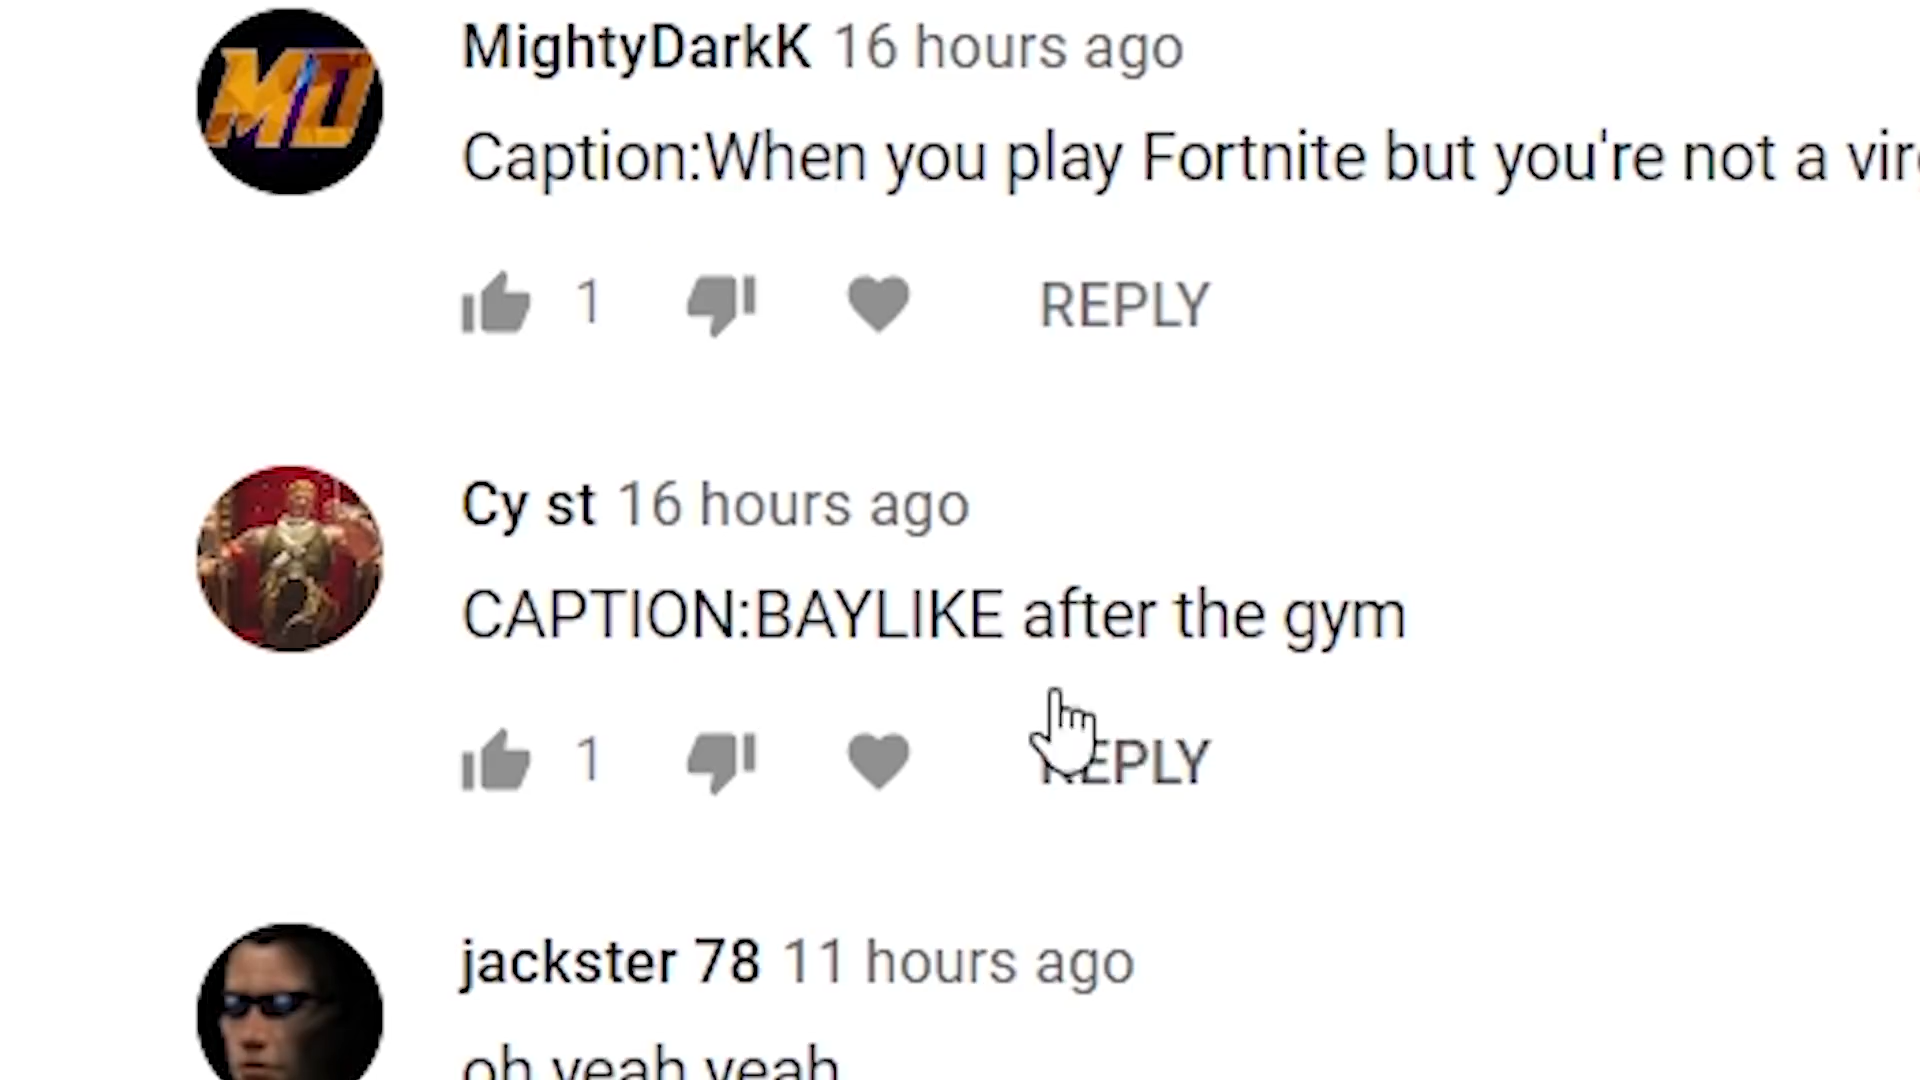 MightyDarkK 16 hours ago
Caption:When you play Fortnite but you're not a
1 REPLY
Cy st 16 hours ago
CAPTION:BAYLIKE after the gym
1 REPLY
jackster 78 11 hours ago
oh yeah yeah